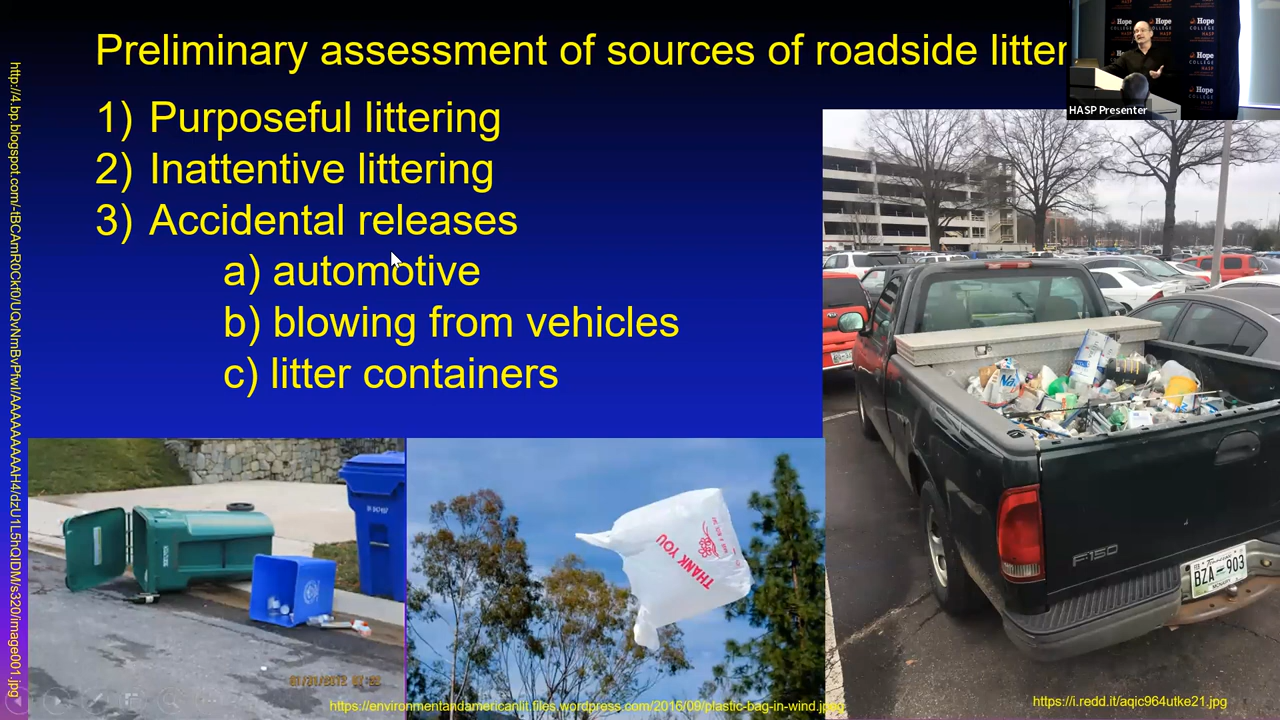 Preliminary assessment of sources of roadside litter
1) Purposeful littering
2) Inattentive littering
3) Accidental releases
a) automotive
b) blowing from vehicles
c) litter containers
Hope
COLLEGE
HASP
HASP Presenter
THANK YOU
F-150
BZA 903
https://environmentandamericanlit.files.wordpress.com/2016/09/plastic-bag-in-wind.jpeg
https://i.redd.it/aqic964utke21.jpg